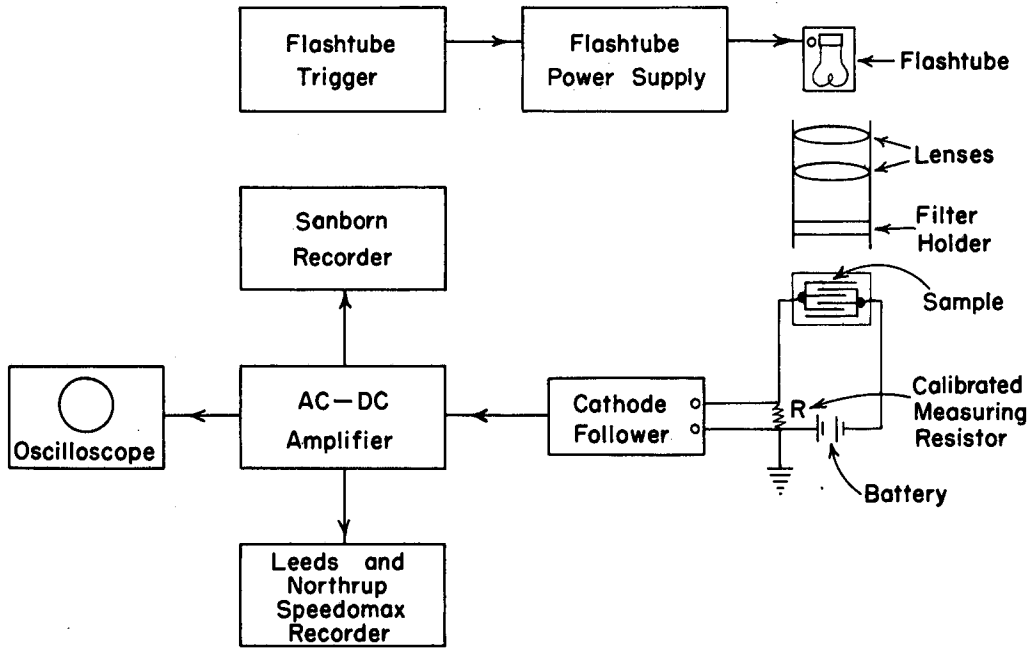 Flashtube
Trigger
Flashtube
Power Supply
Flashtube
Lenses
Filter
Holder
Sanborn
Recorder
Sample
Oscilloscope
AC-DC
Amplifier
Cathode
Follower
R
Calibrated
Measuring
Resistor
Battery
Leeds and
Northrup
Speedomax
Recorder